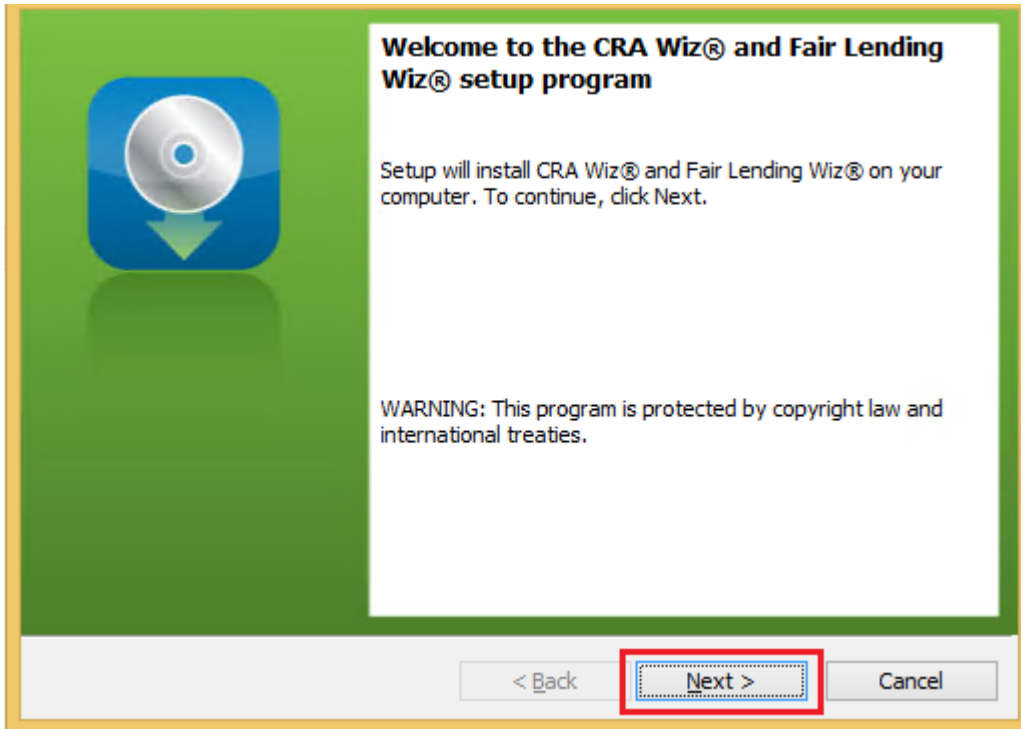 Welcome to the CRA Wiz® and Fair Lending
Wiz® setup program
Setup will install CRA Wiz® and Fair Lending Wiz® on your
computer. To continue, click Next.
WARNING: This program is protected by copyright law and
international treaties.
< Back Next > Cancel